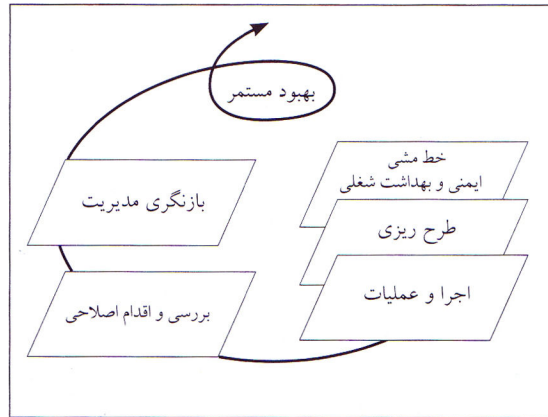 بهبود مستمر
خط مشی
ایمنی و بهداشت شغلی
طرح ریزی
اجرا و عملیات
بررسی و اقدام اصلاحی
بازنگری مدیریت